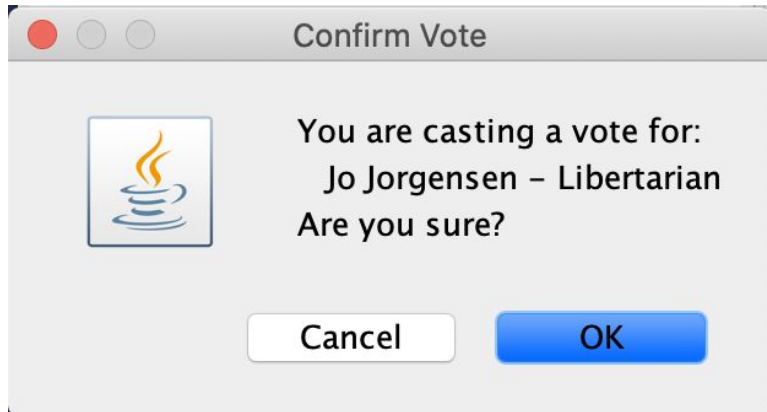 Confirm Vote
You are casting a vote for:
Jo Jorgensen – Libertarian
Are you sure?
Cancel OK